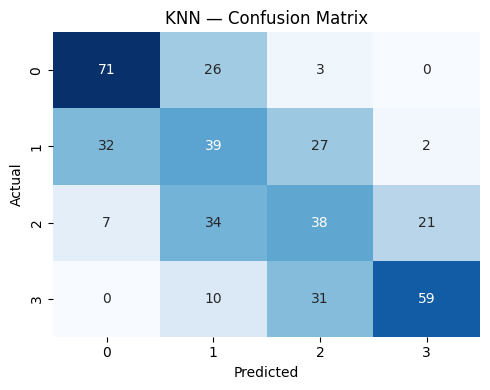 KNN — Confusion Matrix
0 71 26 3 0
1 32 39 27 2
Actual
2 7 34 38 21
3 0 10 31 59
0 1 2 3
Predicted